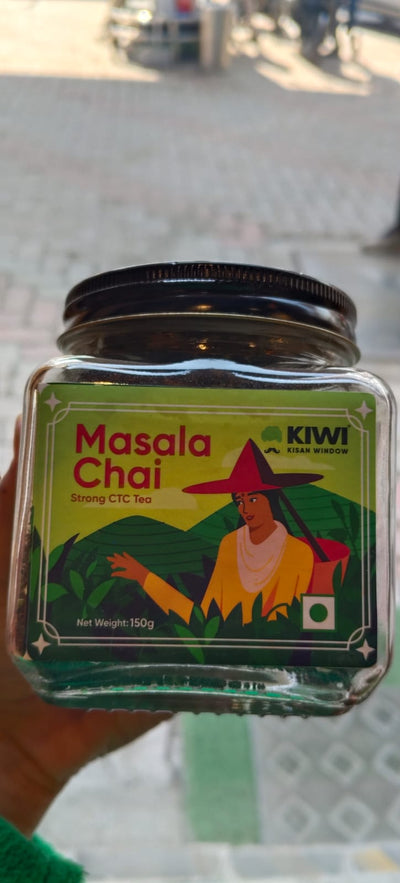 Masala
Chai
Strong CTC Tea
KIWI
KISAN WINDOW
Net Weight: 150g